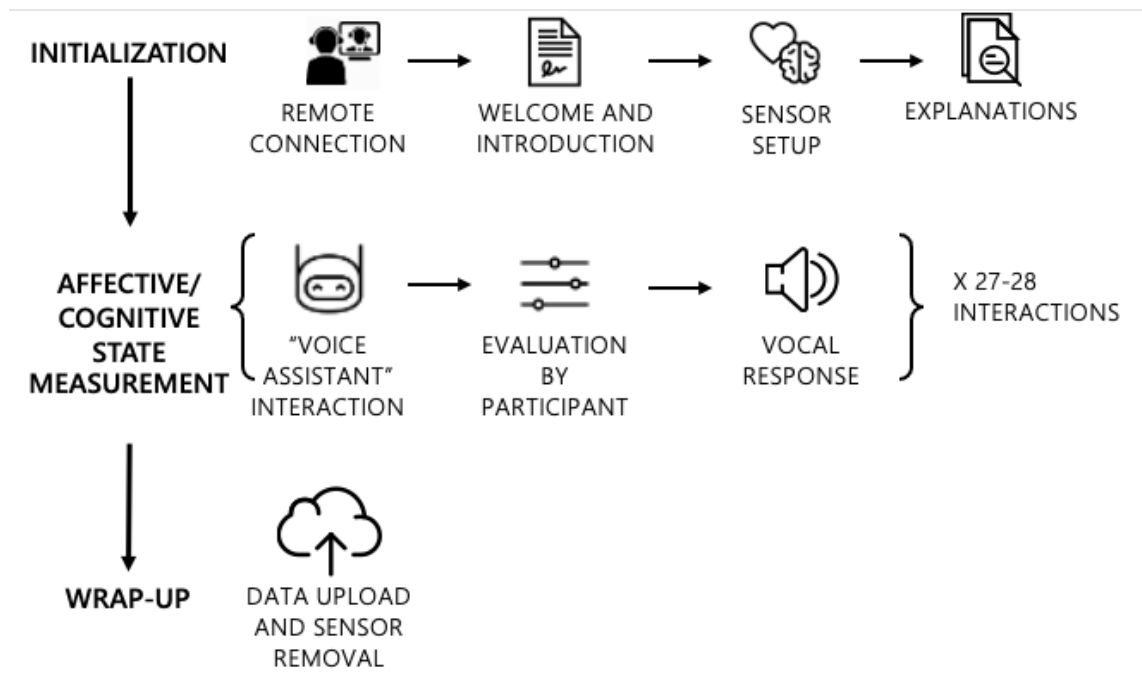 INITIALIZATION
REMOTE
CONNECTION
WELCOME AND
INTRODUCTION
SENSOR
SETUP
EXPLANATIONS
AFFECTIVE/
COGNITIVE
STATE
MEASUREMENT
“VOICE
ASSISTANT”
INTERACTION
EVALUATION
BY
PARTICIPANT
VOCAL
RESPONSE
X 27-28
INTERACTIONS
WRAP-UP
DATA UPLOAD
AND SENSOR
REMOVAL